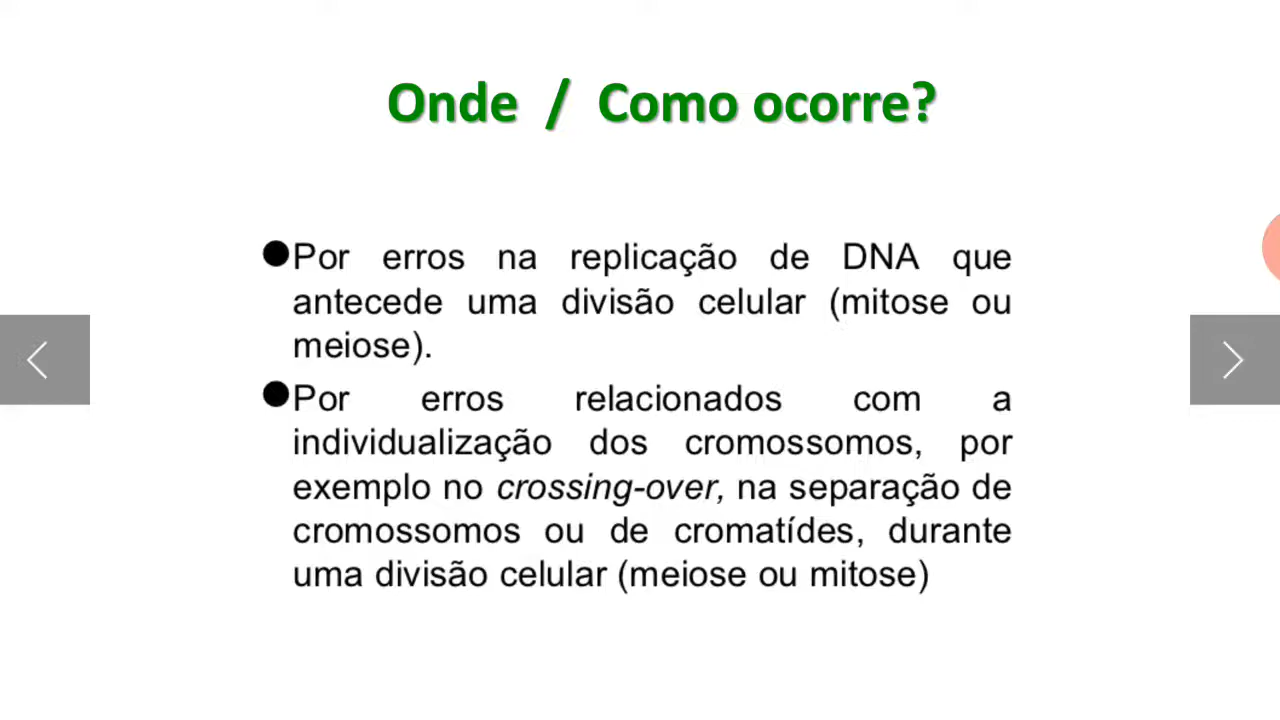 Onde / Como ocorre?
●Por erros na replicação de DNA que
antecede uma divisão celular (mitose ou
meiose).
●Por erros relacionados com a
individualização dos cromossomos, por
exemplo no crossing-over, na separação de
cromossomos ou de cromatídes, durante
uma divisão celular (meiose ou mitose)